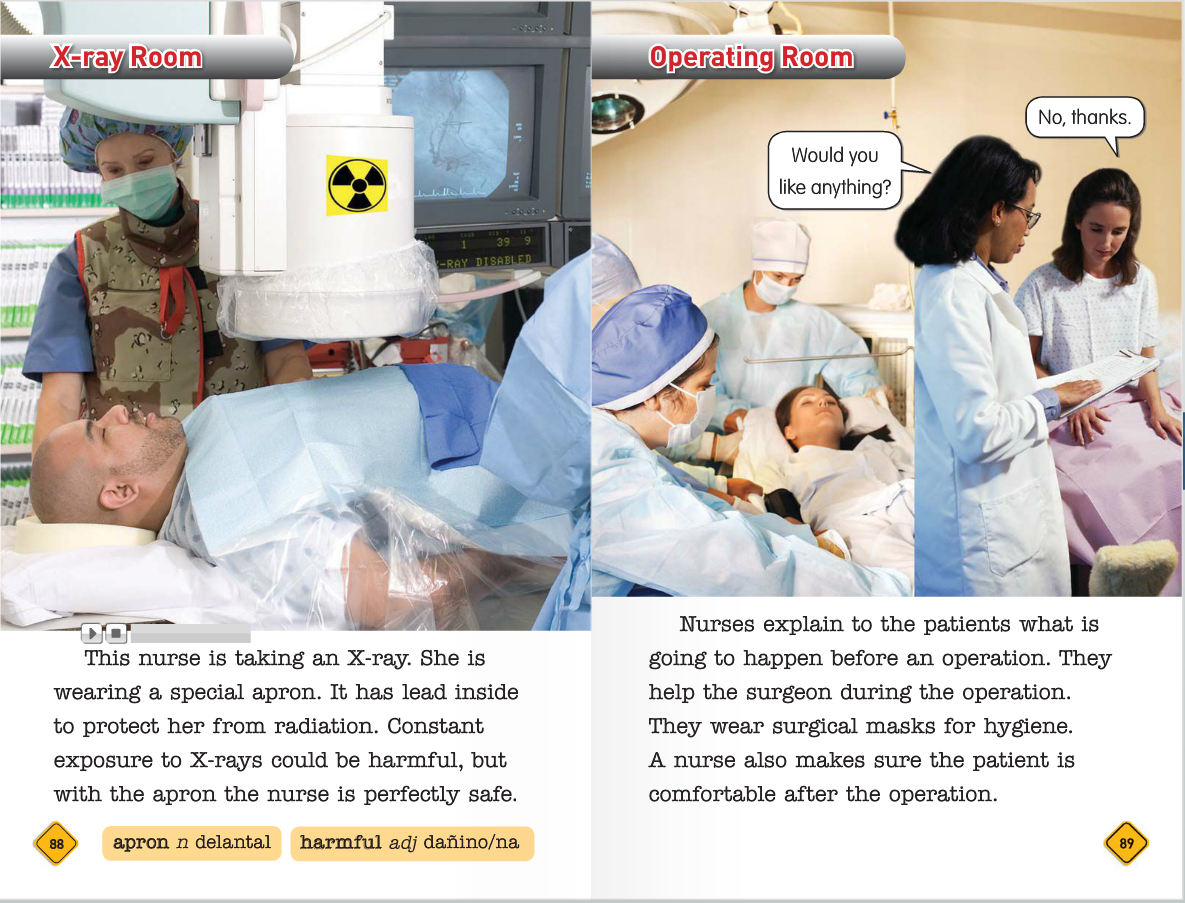 X-ray Room
1 39 9
X-RAY DISABLED
This nurse is taking an X-ray. She is
wearing a special apron. It has lead inside
to protect her from radiation. Constant
exposure to X-rays could be harmful, but
with the apron the nurse is perfectly safe.
88
apron n delantal
harmful adj dañino/na
Operating Room
Would you
like anything?
No, thanks.
Nurses explain to the patients what is
going to happen before an operation. They
help the surgeon during the operation.
They wear surgical masks for hygiene.
A nurse also makes sure the patient is
comfortable after the operation.
89